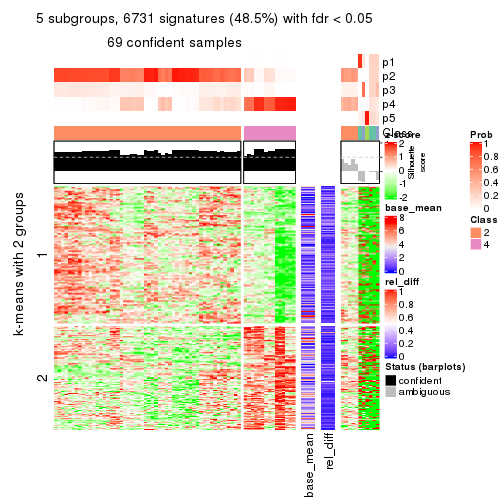 5 subgroups, 6731 signatures (48.5%) with fdr < 0.05
69 confident samples
p1
p2
p3
p4
p5
Class
k-means with 2 groups
1
2
Silhouette
score
z-score
2
1
0
-1
-2
base_mean
8
6
4
2
0
rel_diff
1
0.8
0.6
0.4
0.2
0
Status (barplots)
confident
ambiguous
Prob
1
0.8
0.6
0.4
0.2
0
Class
2
4
base_mean
rel_diff